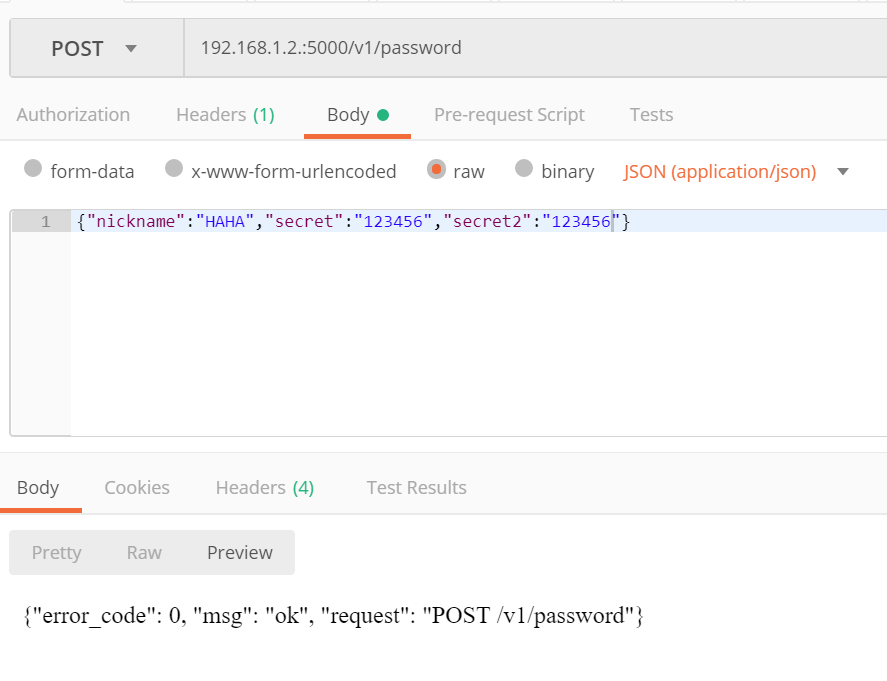 POST 192.168.1.2.:5000/v1/password
Authorization Headers (1) Body Pre-request Script Tests
form-data x-www-form-urlencoded raw binary JSON (application/json)
1 {"nickname":"HAHA","secret":"123456","secret2":"123456"}
Body Cookies Headers (4) Test Results
Pretty Raw Preview
{"error_code": 0, "msg": "ok", "request": "POST /v1/password"}